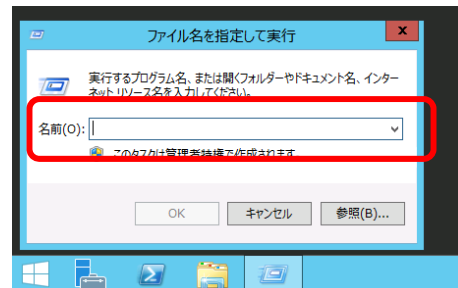 ファイル名を指定して実行
x
実行するプログラム名、または開くフォルダーやドキュメント名、インター
ネット リソース名を入力してください。
名前(O):
このタスクは管理者特権で作成されます。
OK
キャンセル
参照(B)...